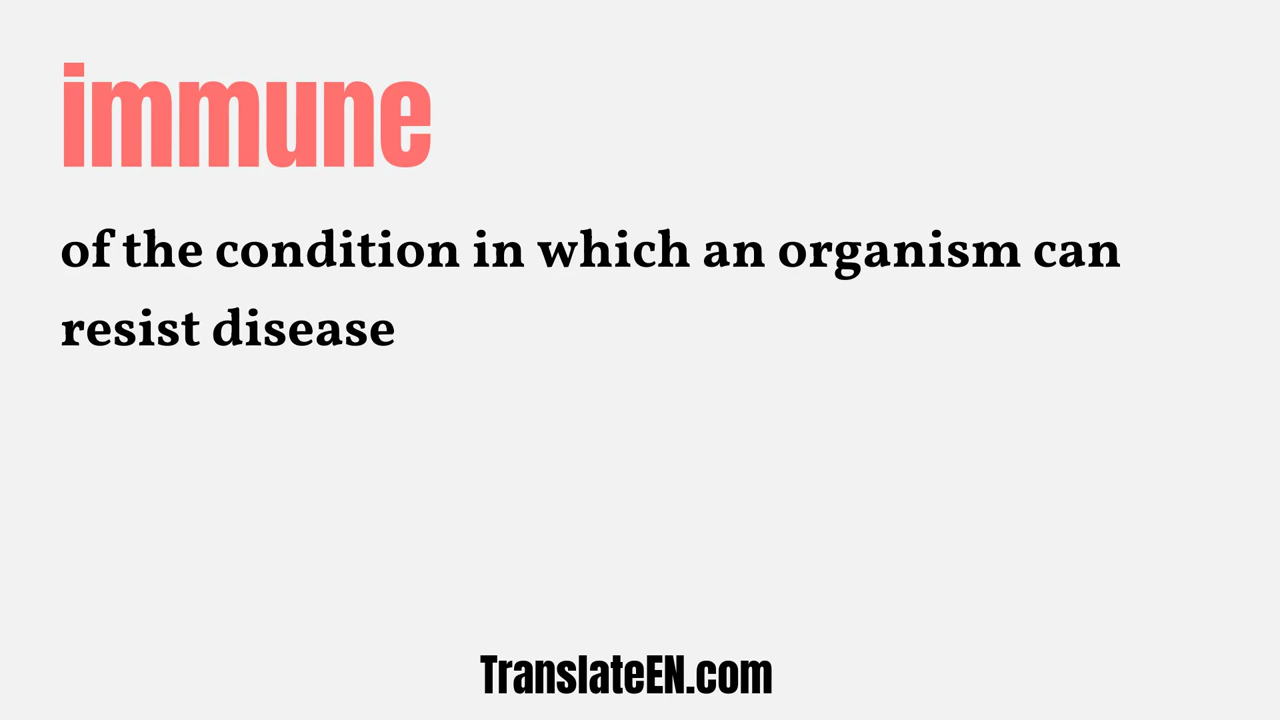 immune
of the condition in which an organism can
resist disease
TranslateEN.com